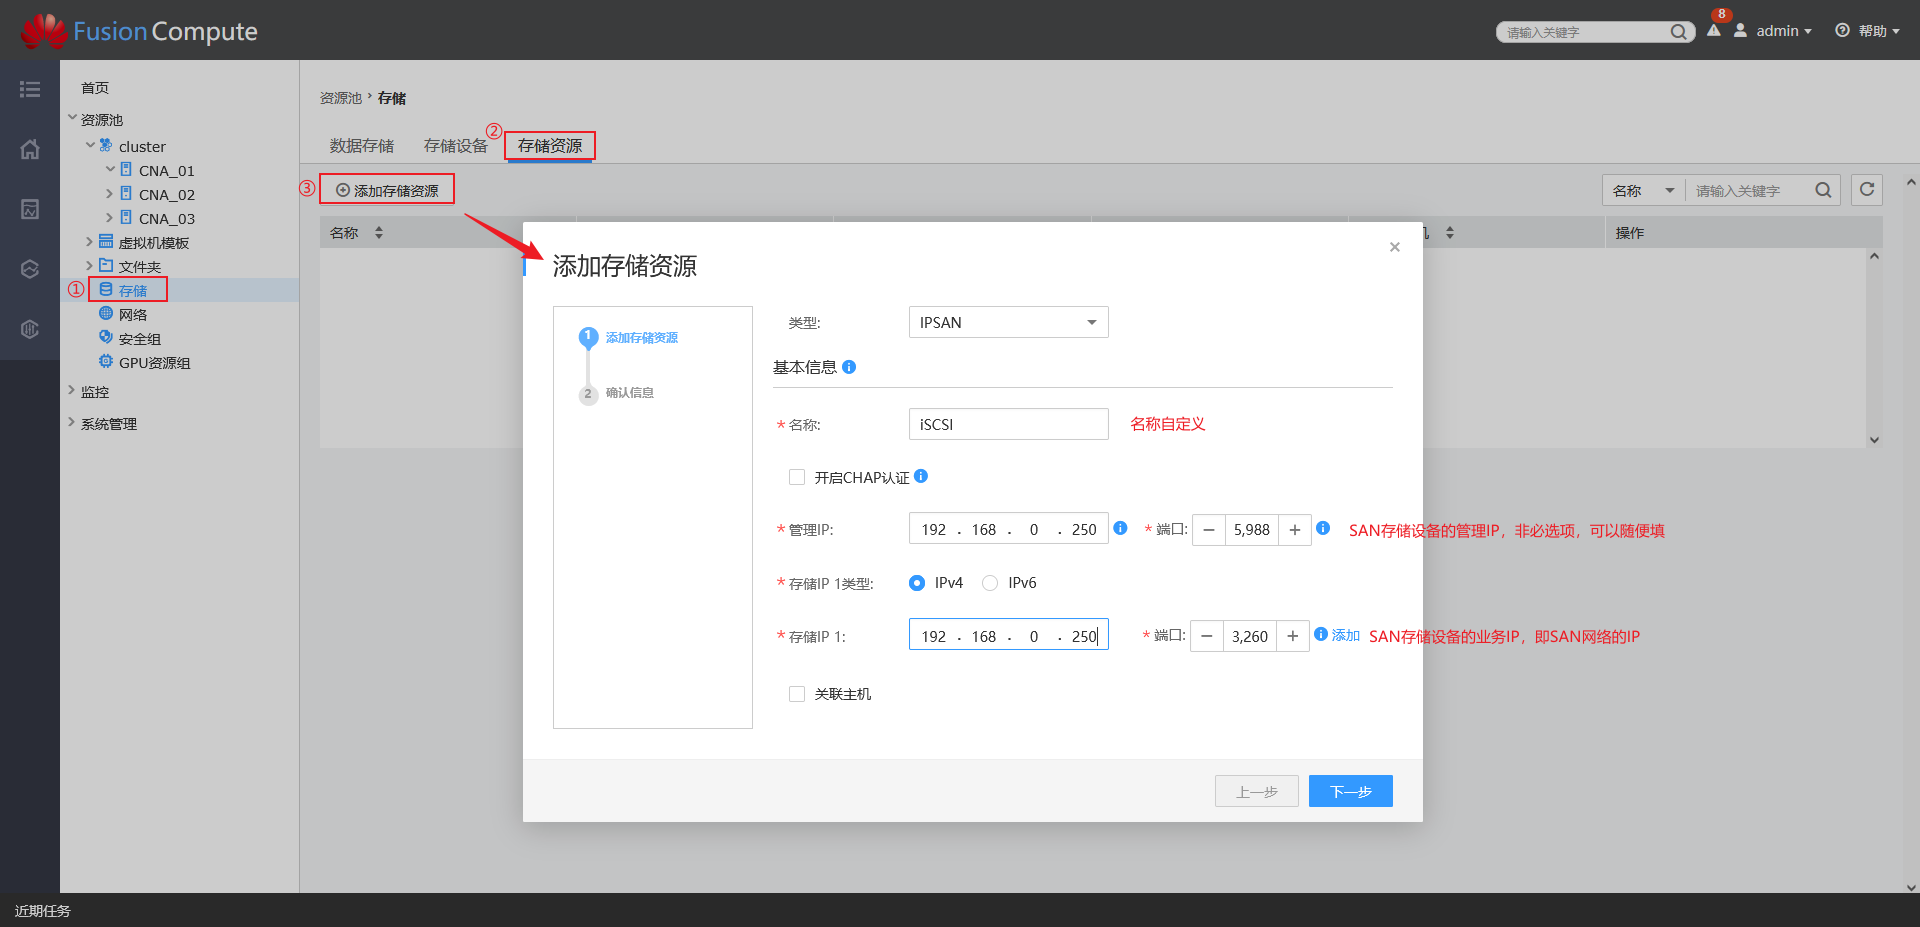 FusionCompute
请输入关键字
8
admin
帮助
首页
资源池
cluster
CNA_01
CNA_02
CNA_03
虚拟机模板
文件夹
① 存储
网络
安全组
GPU资源组
监控
系统管理
资源池 › 存储
数据存储 存储设备 ② 存储资源
③ 添加存储资源
名称 请输入关键字
名称 机 操作
添加存储资源
1 添加存储资源
2 确认信息
类型: IPSAN
基本信息
* 名称: iSCSI 名称自定义
开启CHAP认证
* 管理IP: 192 . 168 . 0 . 250 * 端口: − 5,988 + SAN存储设备的管理IP，非必选项，可以随便填
* 存储IP 1类型: IPv4 IPv6
* 存储IP 1: 192 . 168 . 0 . 250 * 端口: − 3,260 + 添加 SAN存储设备的业务IP，即SAN网络的IP
关联主机
上一步 下一步
近期任务